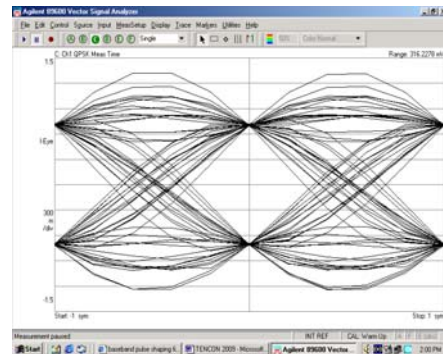 Agilent 89600 Vector Signal Analyzer
File Edit Control Source Input MeasSetup Display Trace Markers Utilities Help
Single 50% Color Normal
C: Ch1 QPSK Meas Time Range: 316.2278 mV
1.5
I-Eye
300
m
/div
-1.5
Start: -1 sym Stop: 1 sym
Measurement paused INT REF CAL: Warm Up
Start baseband pulse shaping 6... TENCON 2009 - Microsoft... Agilent 89600 Vector... 2:00 PM